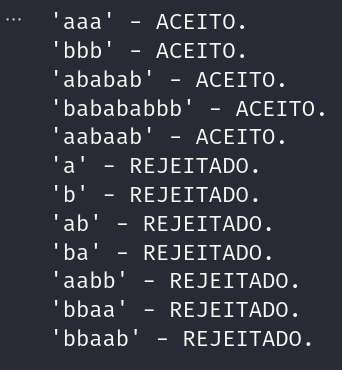 'aaa' - ACEITO.
'bbb' - ACEITO.
'ababab' - ACEITO.
'babababbb' - ACEITO.
'aabaab' - ACEITO.
'a' - REJEITADO.
'b' - REJEITADO.
'ab' - REJEITADO.
'ba' - REJEITADO.
'aabb' - REJEITADO.
'bbaa' - REJEITADO.
'bbaab' - REJEITADO.